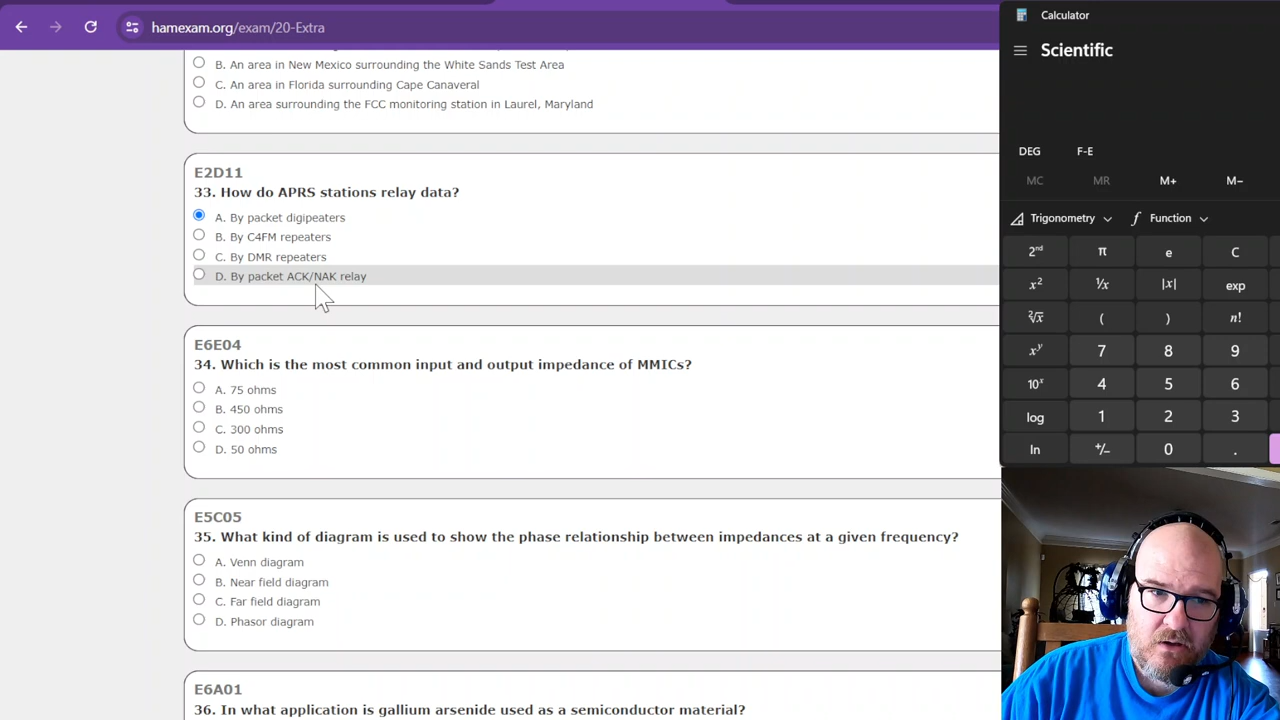 hamexam.org/exam/20-Extra
B. An area in New Mexico surrounding the White Sands Test Area
C. An area in Florida surrounding Cape Canaveral
D. An area surrounding the FCC monitoring station in Laurel, Maryland
E2D11
33. How do APRS stations relay data?
A. By packet digipeaters
B. By C4FM repeaters
C. By DMR repeaters
D. By packet ACK/NAK relay
E6E04
34. Which is the most common input and output impedance of MMICs?
A. 75 ohms
B. 450 ohms
C. 300 ohms
D. 50 ohms
E5C05
35. What kind of diagram is used to show the phase relationship between impedances at a given frequency?
A. Venn diagram
B. Near field diagram
C. Far field diagram
D. Phasor diagram
E6A01
36. In what application is gallium arsenide used as a semiconductor material?
Calculator
Scientific
DEG F-E
MC MR M+ M−
Trigonometry f Function
2nd π e C
x² ¹/x |x| exp
²√x ( ) n!
xʸ 7 8 9
10ˣ 4 5 6
log 1 2 3
ln +/− 0 .